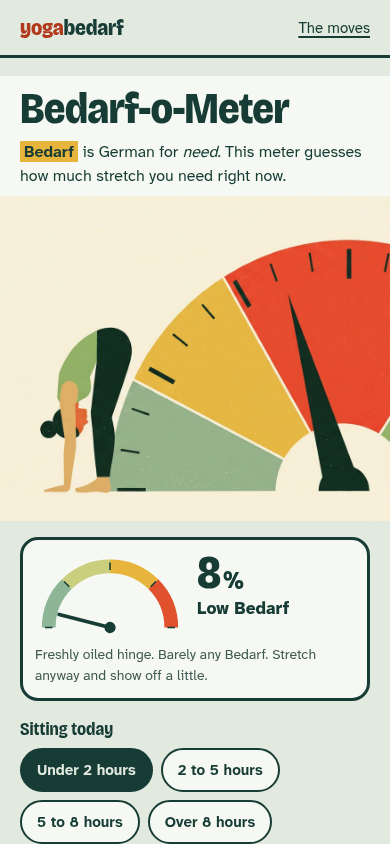 yogabedarf
The moves
Bedarf-o-Meter
Bedarf is German for need. This meter guesses
how much stretch you need right now.
8%
Low Bedarf
Freshly oiled hinge. Barely any Bedarf. Stretch
anyway and show off a little.
Sitting today
Under 2 hours
2 to 5 hours
5 to 8 hours
Over 8 hours